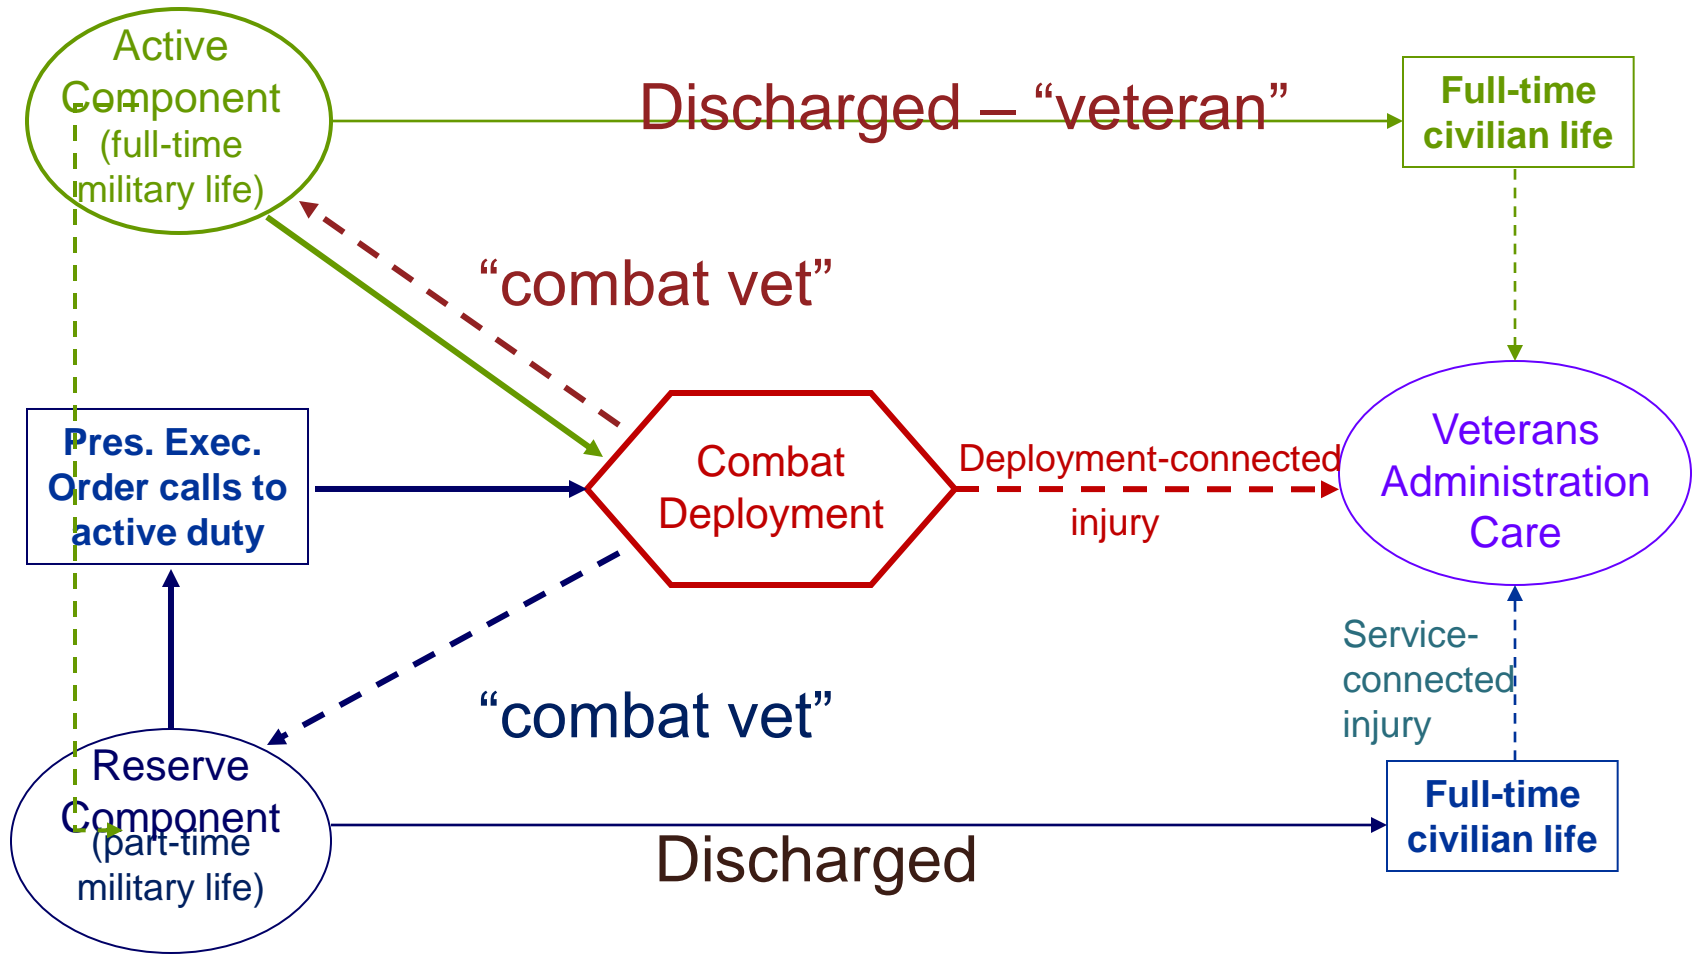 Active
Component
(full-time
military life)
Discharged – “veteran”
Full-time
civilian life
“combat vet”
Pres. Exec.
Order calls to
active duty
Combat
Deployment
Deployment-connected
injury
Veterans
Administration
Care
Service-
connected
injury
“combat vet”
Reserve
Component
(part-time
military life)
Discharged
Full-time
civilian life